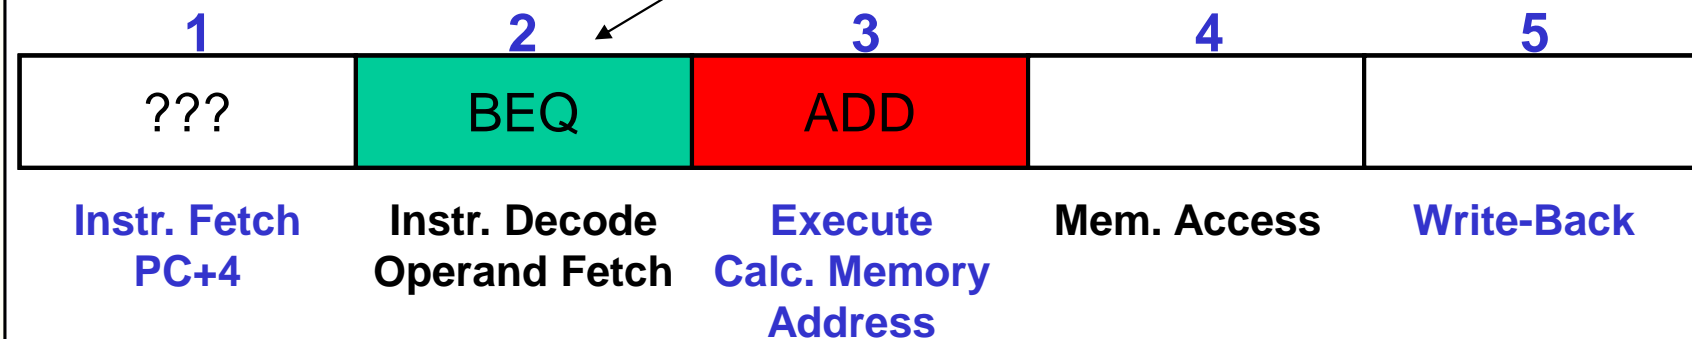 1 2 3 4 5
??? BEQ ADD
Instr. Fetch Instr. Decode Execute Mem. Access Write-Back
PC+4 Operand Fetch Calc. Memory
Address